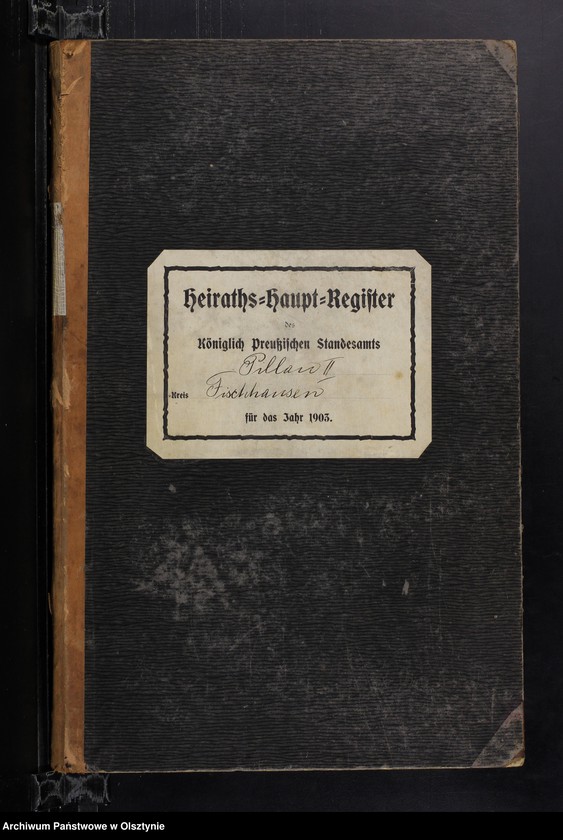 Heiraths-Haupt-Register
des
Königlich Preußischen Standesamts
Pillau II
Kreis Fischhausen
für das Jahr 1903.
Archiwum Państwowe w Olsztynie